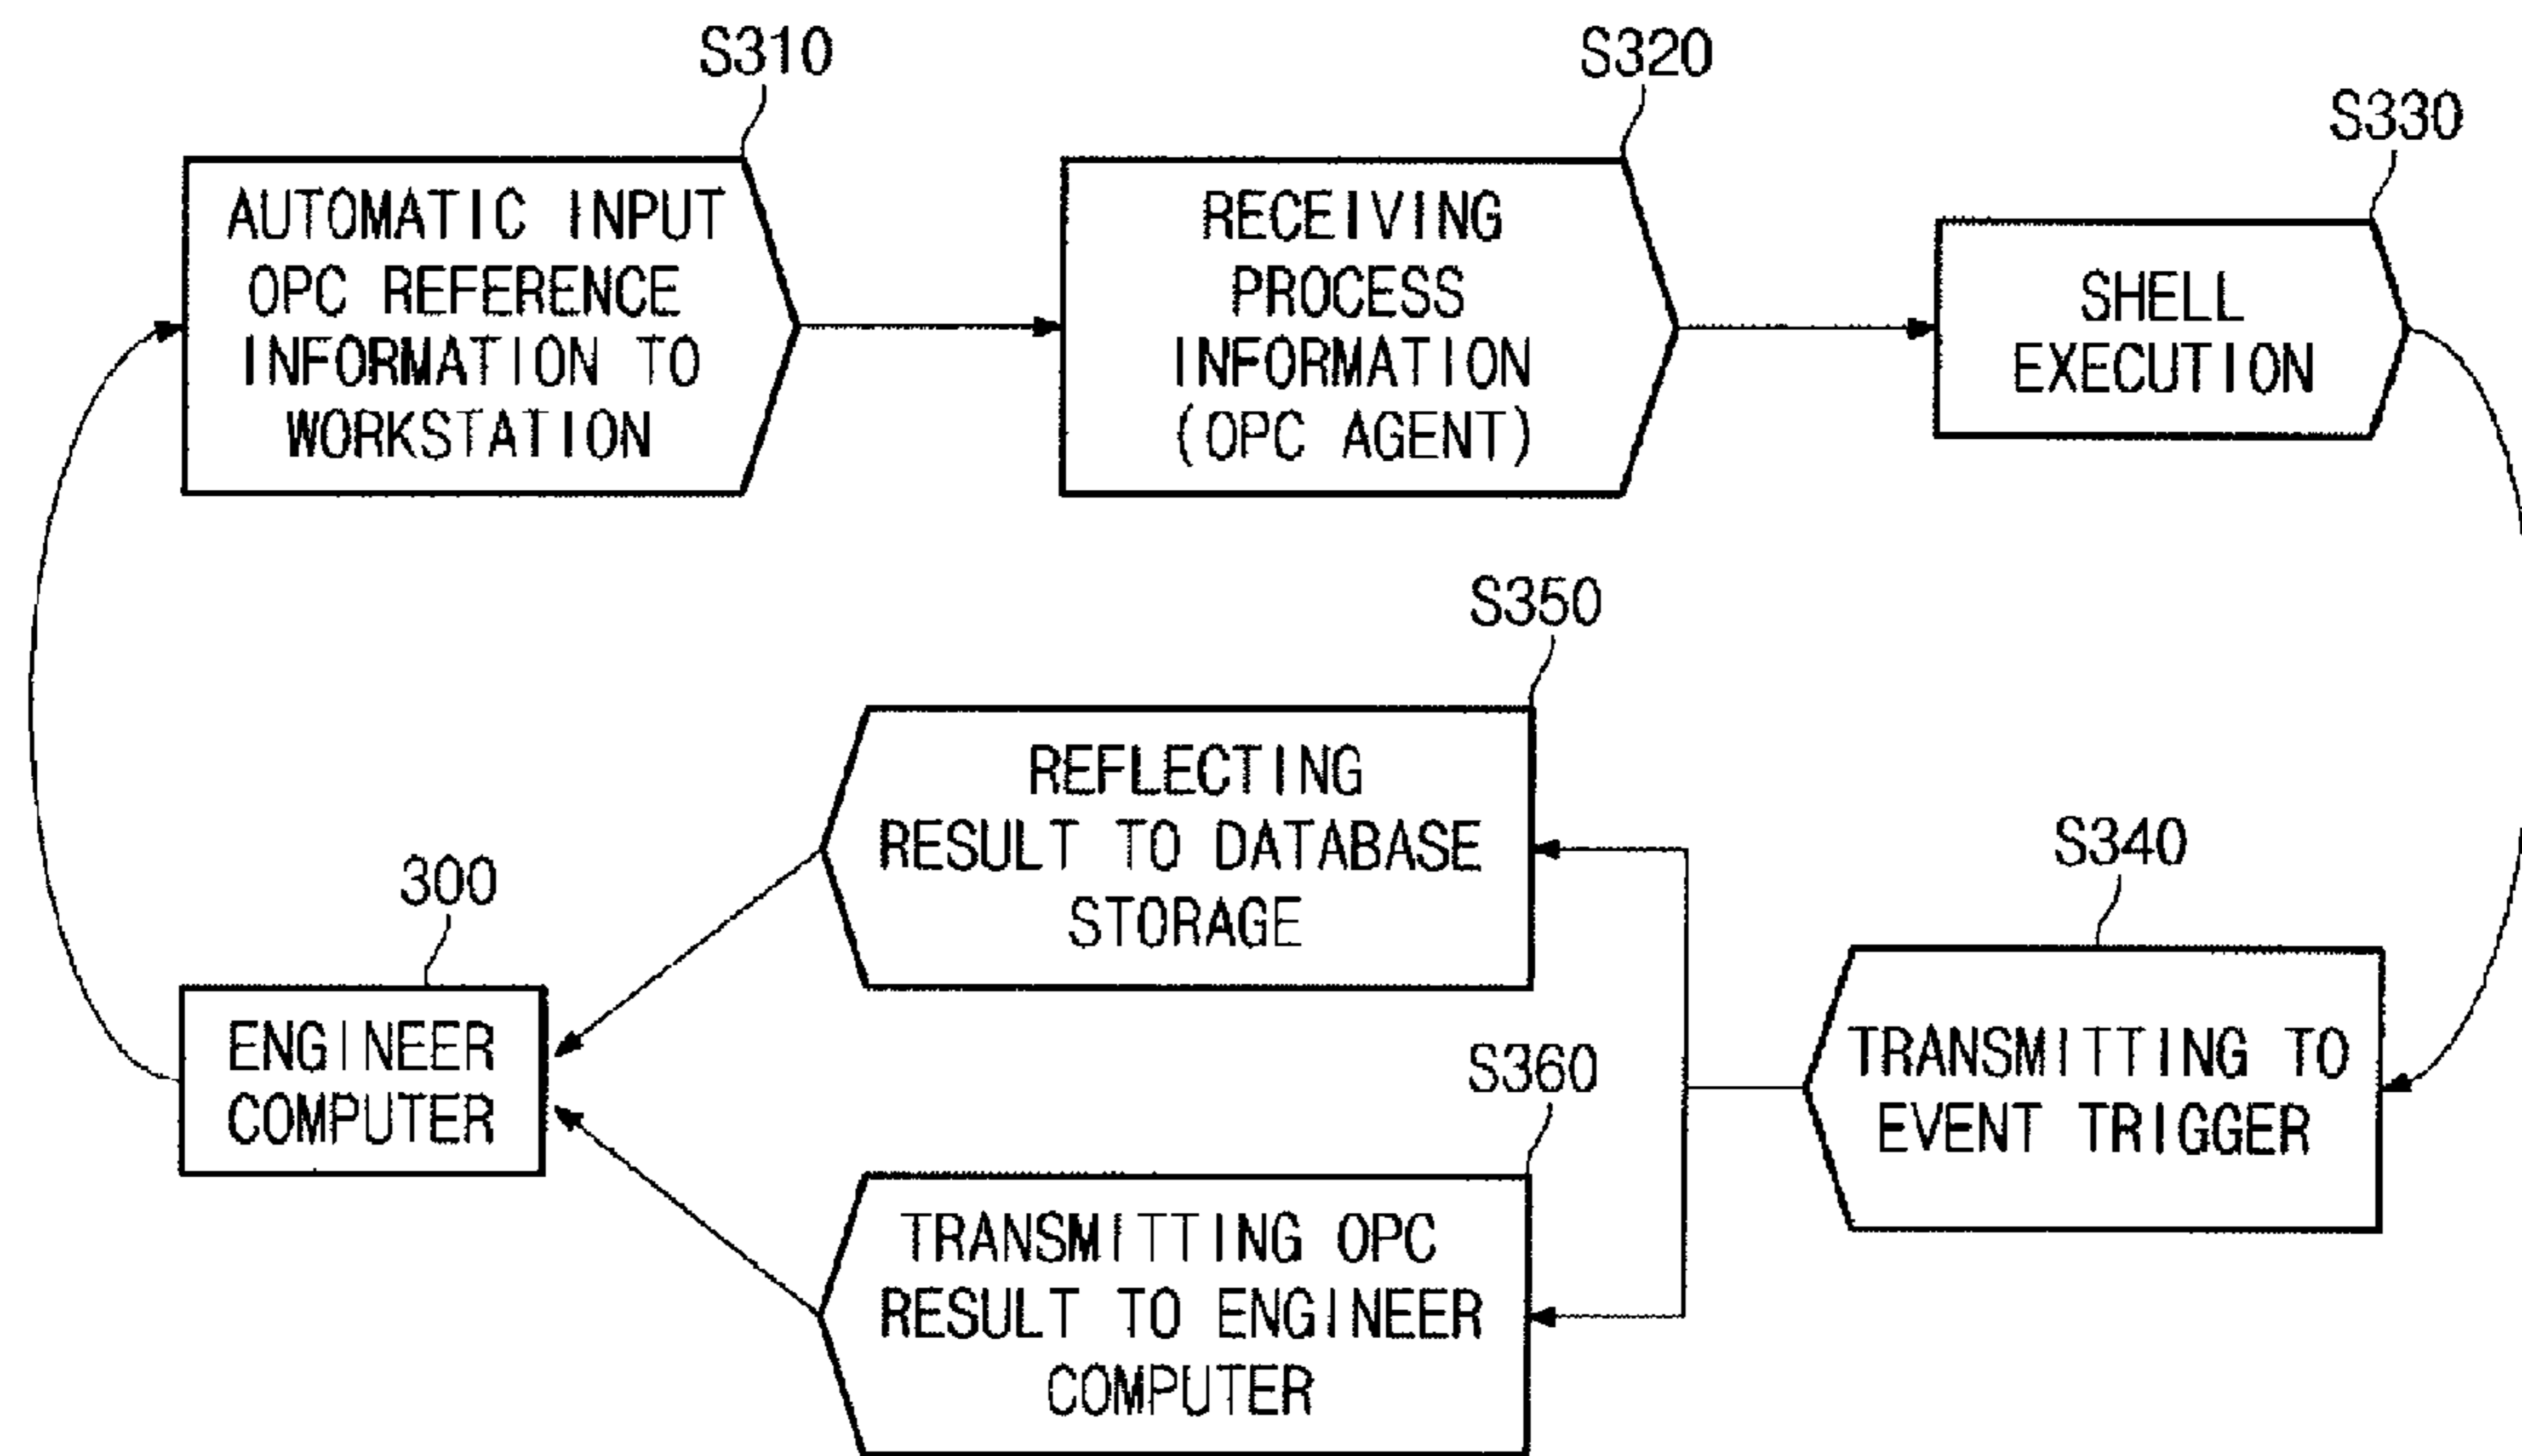 S310
AUTOMATIC INPUT
OPC REFERENCE
INFORMATION TO
WORKSTATION
S320
RECEIVING
PROCESS
INFORMATION
(OPC AGENT)
S330
SHELL
EXECUTION
S350
REFLECTING
RESULT TO DATABASE
STORAGE
S340
TRANSMITTING TO
EVENT TRIGGER
300
ENGINEER
COMPUTER
S360
TRANSMITTING OPC
RESULT TO ENGINEER
COMPUTER